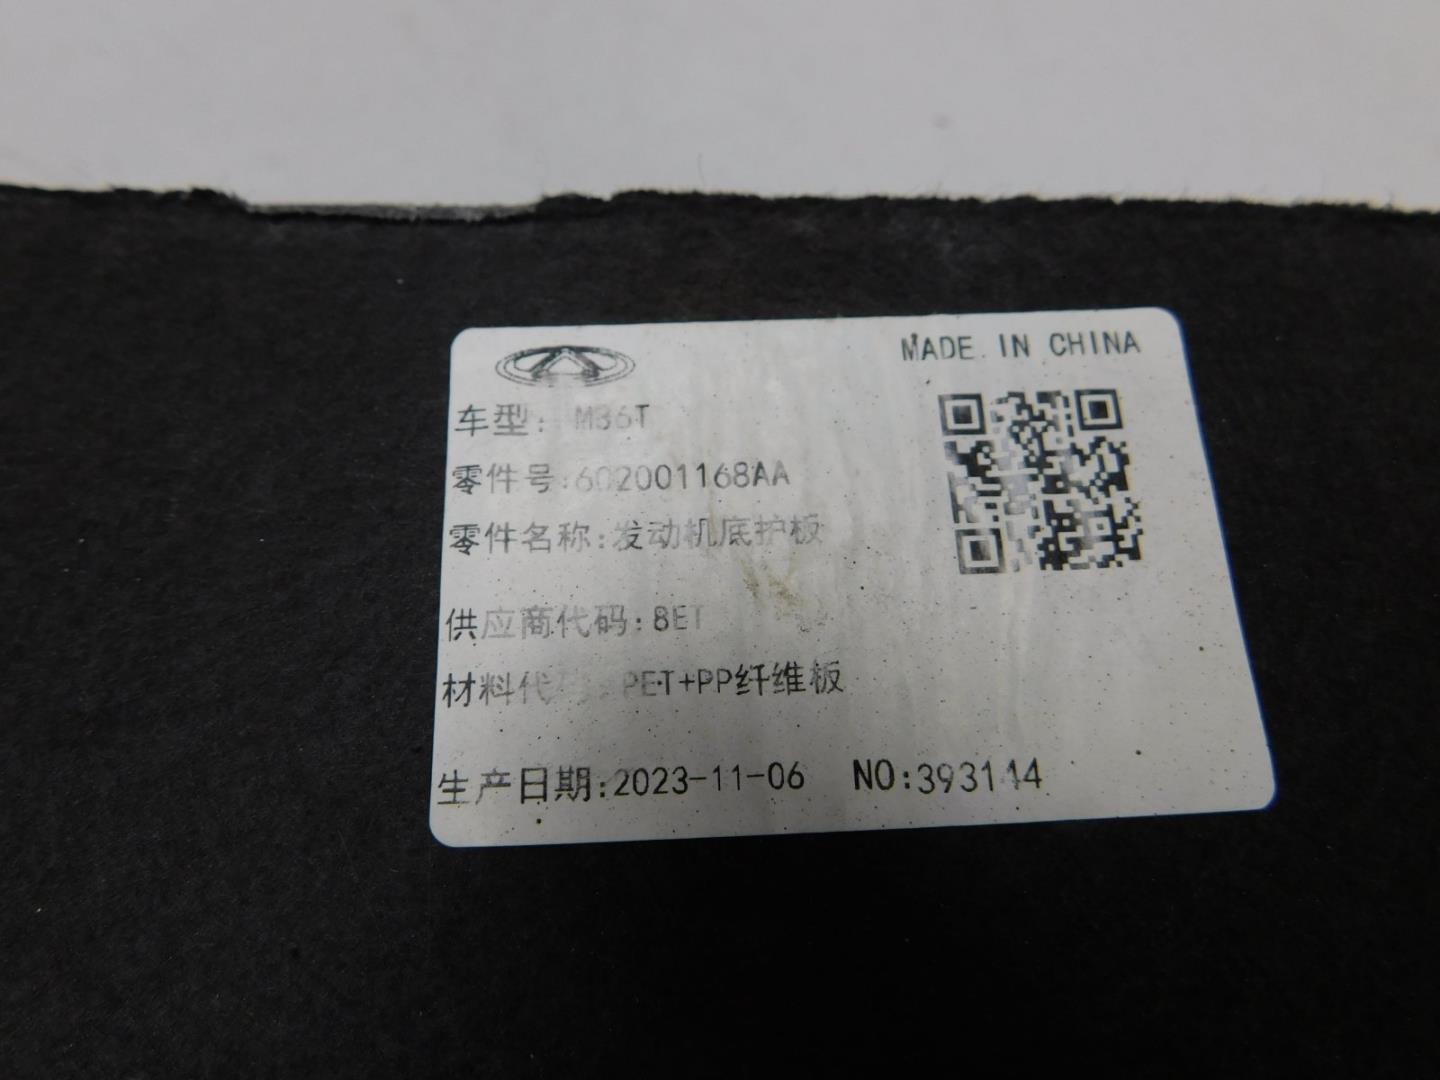 MADE IN CHINA
车型: M36T
零件号:602001168AA
零件名称:发动机底护板
供应商代码:8ET
材料代码:PET+PP纤维板
生产日期:2023-11-06 NO:393144